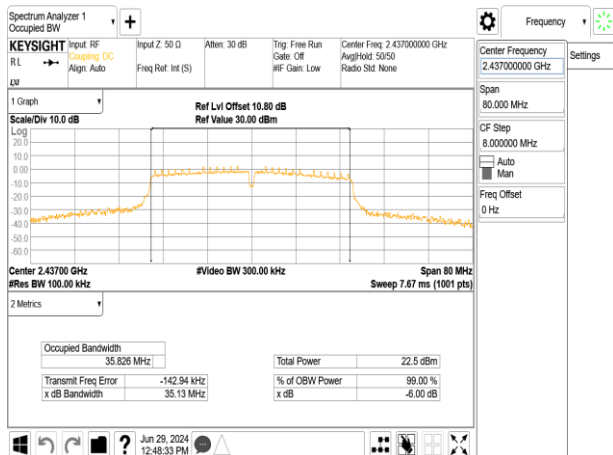 Spectrum Analyzer 1
Occupied BW
Frequency
KEYSIGHT
Input: RF
Input Z: 50 Ω
Atten: 30 dB
Trig: Free Run
Center Freq: 2.437000000 GHz
RL
Coupling: DC
Gate: Off
Avg|Hold: 50/50
Align: Auto
Freq Ref: Int (S)
#IF Gain: Low
Radio Std: None
LXI
Center Frequency
2.437000000 GHz
Settings
Span
80.000 MHz
CF Step
8.000000 MHz
Auto
Man
Freq Offset
0 Hz
1 Graph
Ref Lvl Offset 10.80 dB
Scale/Div 10.0 dB
Ref Value 30.00 dBm
Log
20.0
10.0
0.00
-10.0
-20.0
-30.0
-40.0
-50.0
-60.0
Center 2.43700 GHz
#Video BW 300.00 kHz
Span 80 MHz
#Res BW 100.00 kHz
Sweep 7.67 ms (1001 pts)
2 Metrics
Occupied Bandwidth
35.826 MHz
Total Power
22.5 dBm
Transmit Freq Error
-142.94 kHz
% of OBW Power
99.00 %
x dB Bandwidth
35.13 MHz
x dB
-6.00 dB
?
Jun 29, 2024
12:48:33 PM